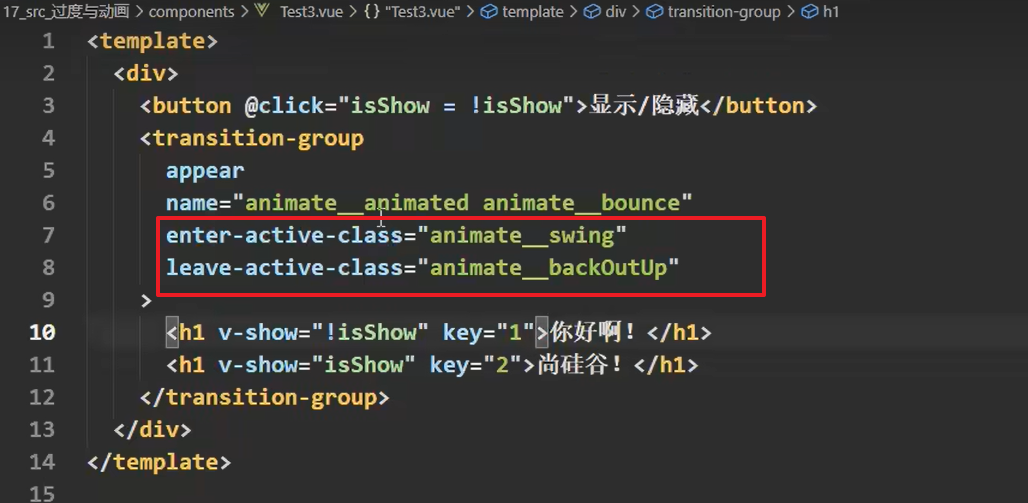 17_src_过度与动画 > components > Test3.vue > {} "Test3.vue" > template > div > transition-group > h1
1 <template>
2 <div>
3 <button @click="isShow = !isShow">显示/隐藏</button>
4 <transition-group
5 appear
6 name="animate__animated animate__bounce"
7 enter-active-class="animate__swing"
8 leave-active-class="animate__backOutUp"
9 >
10 <h1 v-show="!isShow" key="1">你好啊！</h1>
11 <h1 v-show="isShow" key="2">尚硅谷！</h1>
12 </transition-group>
13 </div>
14 </template>
15